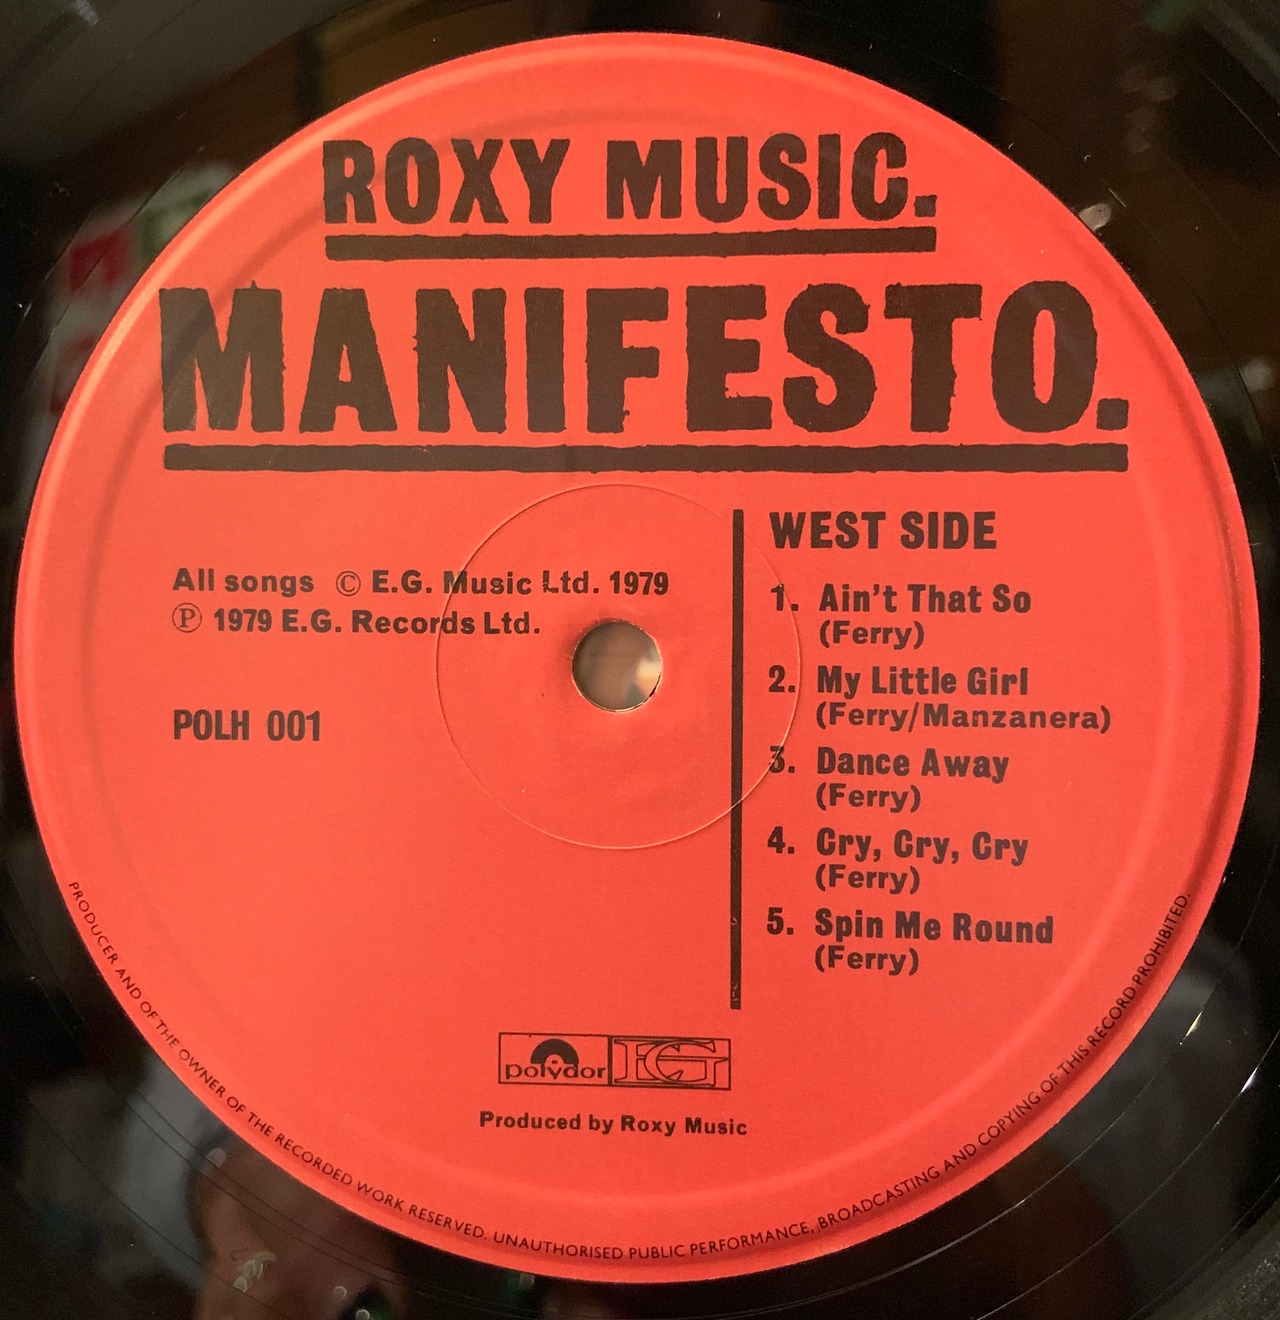 ROXY MUSIC.
MANIFESTO.
All songs © E.G. Music Ltd. 1979
℗ 1979 E.G. Records Ltd.
POLH 001
WEST SIDE
1. Ain't That So
(Ferry)
2. My Little Girl
(Ferry/Manzanera)
3. Dance Away
(Ferry)
4. Cry, Cry, Cry
(Ferry)
5. Spin Me Round
(Ferry)
polydor EG
Produced by Roxy Music
PRODUCER AND OF THE OWNER OF THE RECORDED WORK RESERVED. UNAUTHORISED PUBLIC PERFORMANCE, BROADCASTING AND COPYING OF THIS RECORD PROHIBITED.